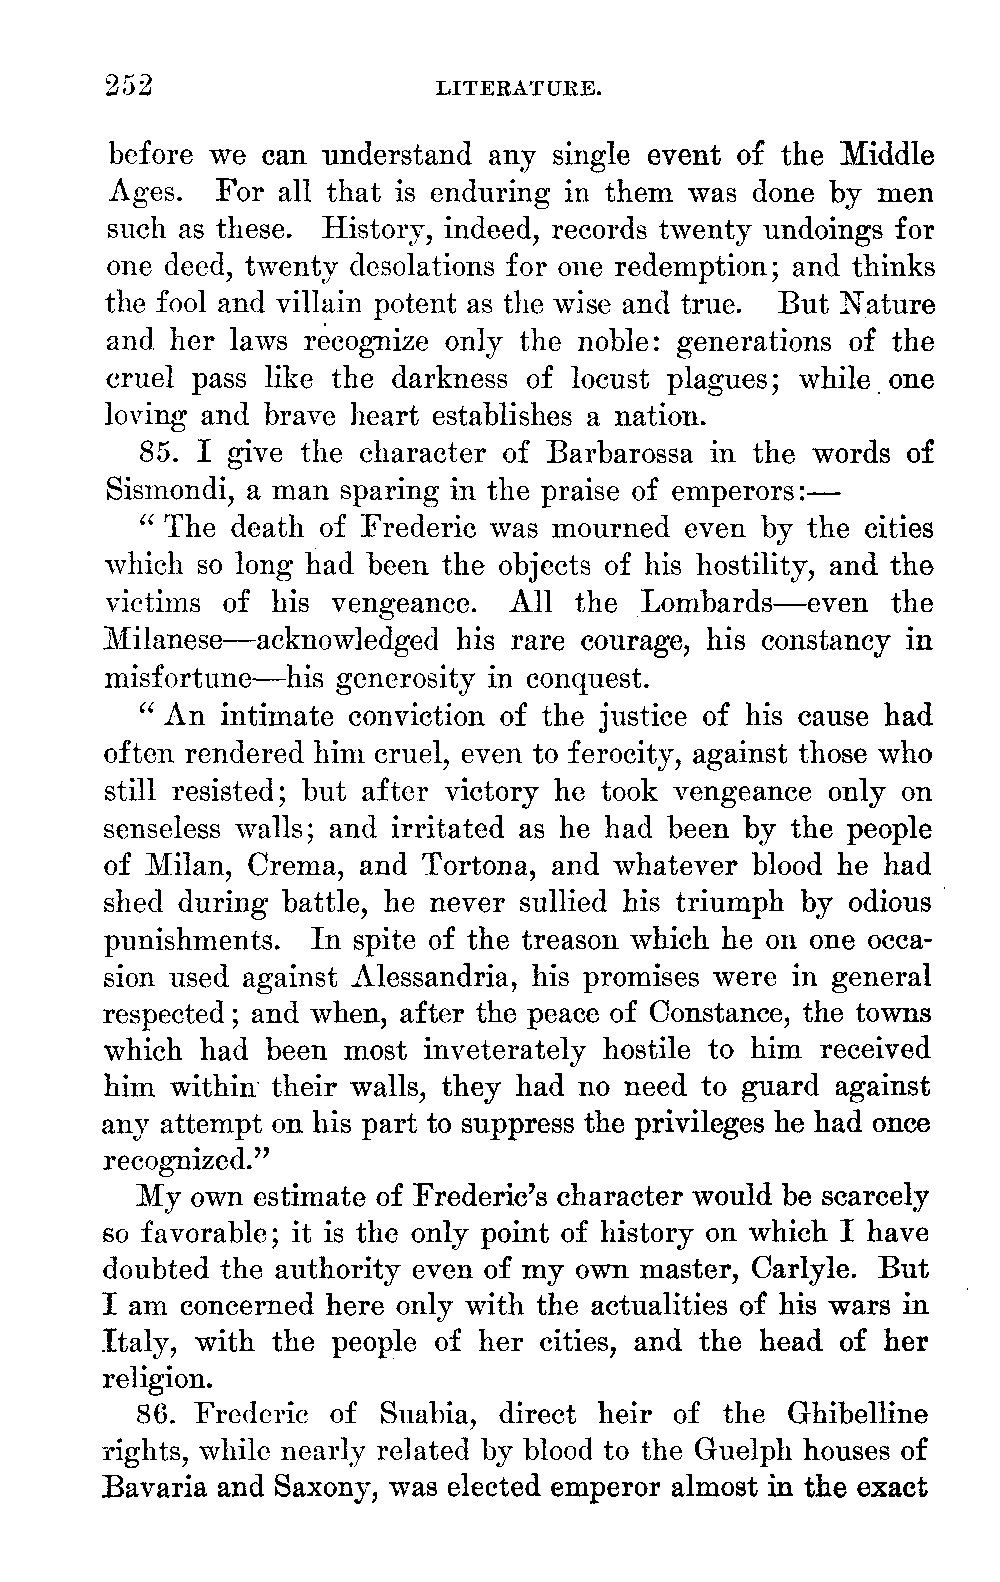 252 LITERATURE.
before we can understand any single event of the Middle
Ages. For all that is enduring in them was done by men
such as these. History, indeed, records twenty undoings for
one deed, twenty desolations for one redemption; and thinks
the fool and villain potent as the wise and true. But Nature
and her laws recognize only the noble: generations of the
cruel pass like the darkness of locust plagues; while one
loving and brave heart establishes a nation.
85. I give the character of Barbarossa in the words of
Sismondi, a man sparing in the praise of emperors:—
“The death of Frederic was mourned even by the cities
which so long had been the objects of his hostility, and the
victims of his vengeance. All the Lombards—even the
Milanese—acknowledged his rare courage, his constancy in
misfortune—his generosity in conquest.
“An intimate conviction of the justice of his cause had
often rendered him cruel, even to ferocity, against those who
still resisted; but after victory he took vengeance only on
senseless walls; and irritated as he had been by the people
of Milan, Crema, and Tortona, and whatever blood he had
shed during battle, he never sullied his triumph by odious
punishments. In spite of the treason which he on one occa-
sion used against Alessandria, his promises were in general
respected; and when, after the peace of Constance, the towns
which had been most inveterately hostile to him received
him within their walls, they had no need to guard against
any attempt on his part to suppress the privileges he had once
recognized.”
My own estimate of Frederic’s character would be scarcely
so favorable; it is the only point of history on which I have
doubted the authority even of my own master, Carlyle. But
I am concerned here only with the actualities of his wars in
Italy, with the people of her cities, and the head of her
religion.
86. Frederic of Suabia, direct heir of the Ghibelline
rights, while nearly related by blood to the Guelph houses of
Bavaria and Saxony, was elected emperor almost in the exact